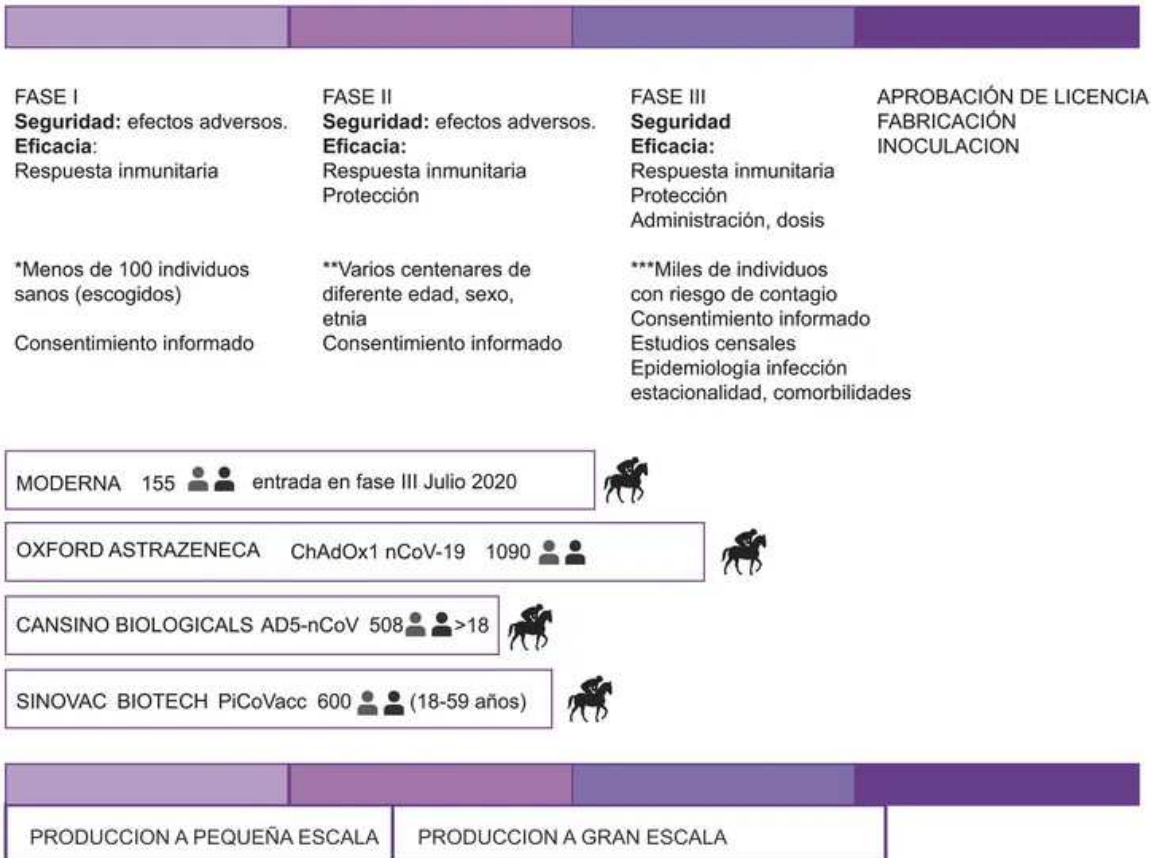 FASE I
Seguridad: efectos adversos.
Eficacia:
Respuesta inmunitaria
*Menos de 100 individuos
sanos (escogidos)
Consentimiento informado
FASE II
Seguridad: efectos adversos.
Eficacia:
Respuesta inmunitaria
Protección
**Varios centenares de
diferente edad, sexo,
etnia
Consentimiento informado
FASE III
Seguridad
Eficacia:
Respuesta inmunitaria
Protección
Administración, dosis
***Miles de individuos
con riesgo de contagio
Consentimiento informado
Estudios censales
Epidemiología infección
estacionalidad, comorbilidades
APROBACIÓN DE LICENCIA
FABRICACIÓN
INOCULACION
MODERNA 155 entrada en fase III Julio 2020
OXFORD ASTRAZENECA ChAdOx1 nCoV-19 1090
CANSINO BIOLOGICALS AD5-nCoV 508 >18
SINOVAC BIOTECH PiCoVacc 600 (18-59 años)
PRODUCCION A PEQUEÑA ESCALA
PRODUCCION A GRAN ESCALA